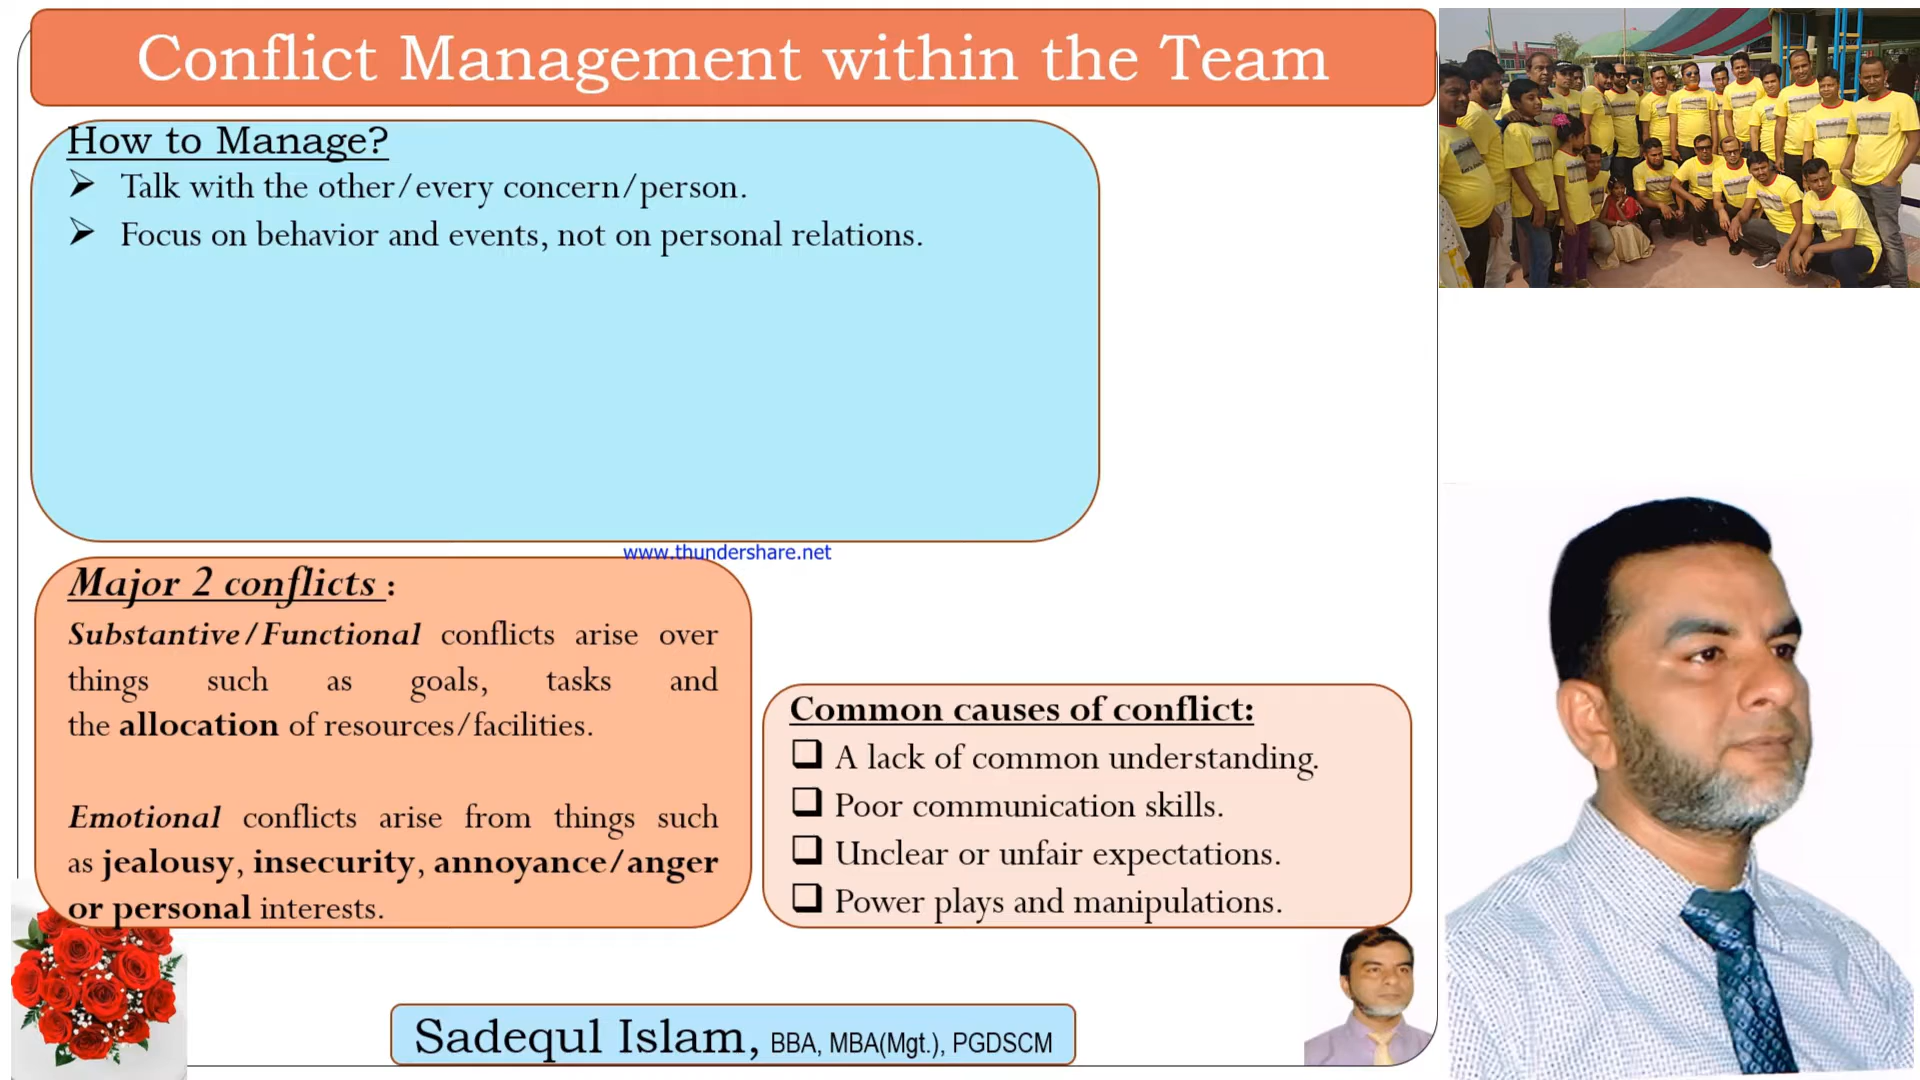 Conflict Management within the Team
How to Manage?
➢ Talk with the other/every concern/person.
➢ Focus on behavior and events, not on personal relations.
www.thundershare.net
Major 2 conflicts :
Substantive/Functional conflicts arise over
things such as goals, tasks and
the allocation of resources/facilities.
Emotional conflicts arise from things such
as jealousy, insecurity, annoyance/anger
or personal interests.
Common causes of conflict:
❑ A lack of common understanding.
❑ Poor communication skills.
❑ Unclear or unfair expectations.
❑ Power plays and manipulations.
Sadequl Islam, BBA, MBA(Mgt.), PGDSCM